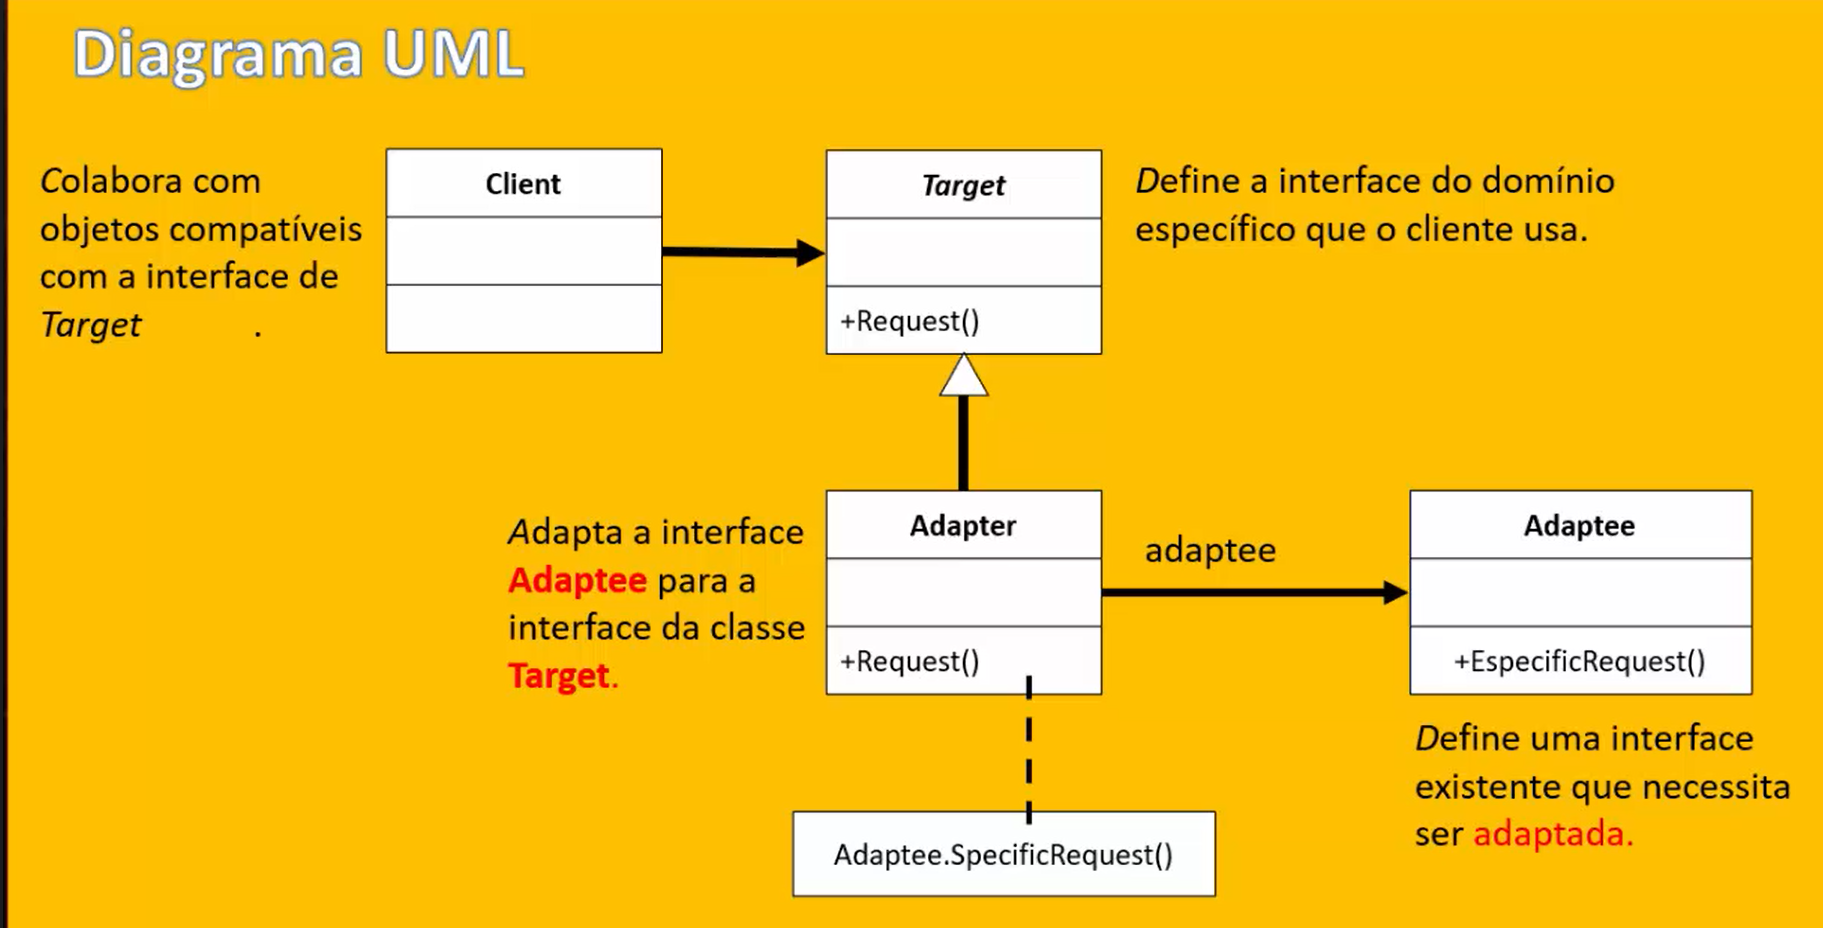 Diagrama UML
Colabora com
objetos compatíveis
com a interface de
Target .
Client
Target
+Request()
Define a interface do domínio
específico que o cliente usa.
Adapta a interface
Adaptee para a
interface da classe
Target.
Adapter
+Request()
adaptee
Adaptee
+EspecificRequest()
Define uma interface
existente que necessita
ser adaptada.
Adaptee.SpecificRequest()